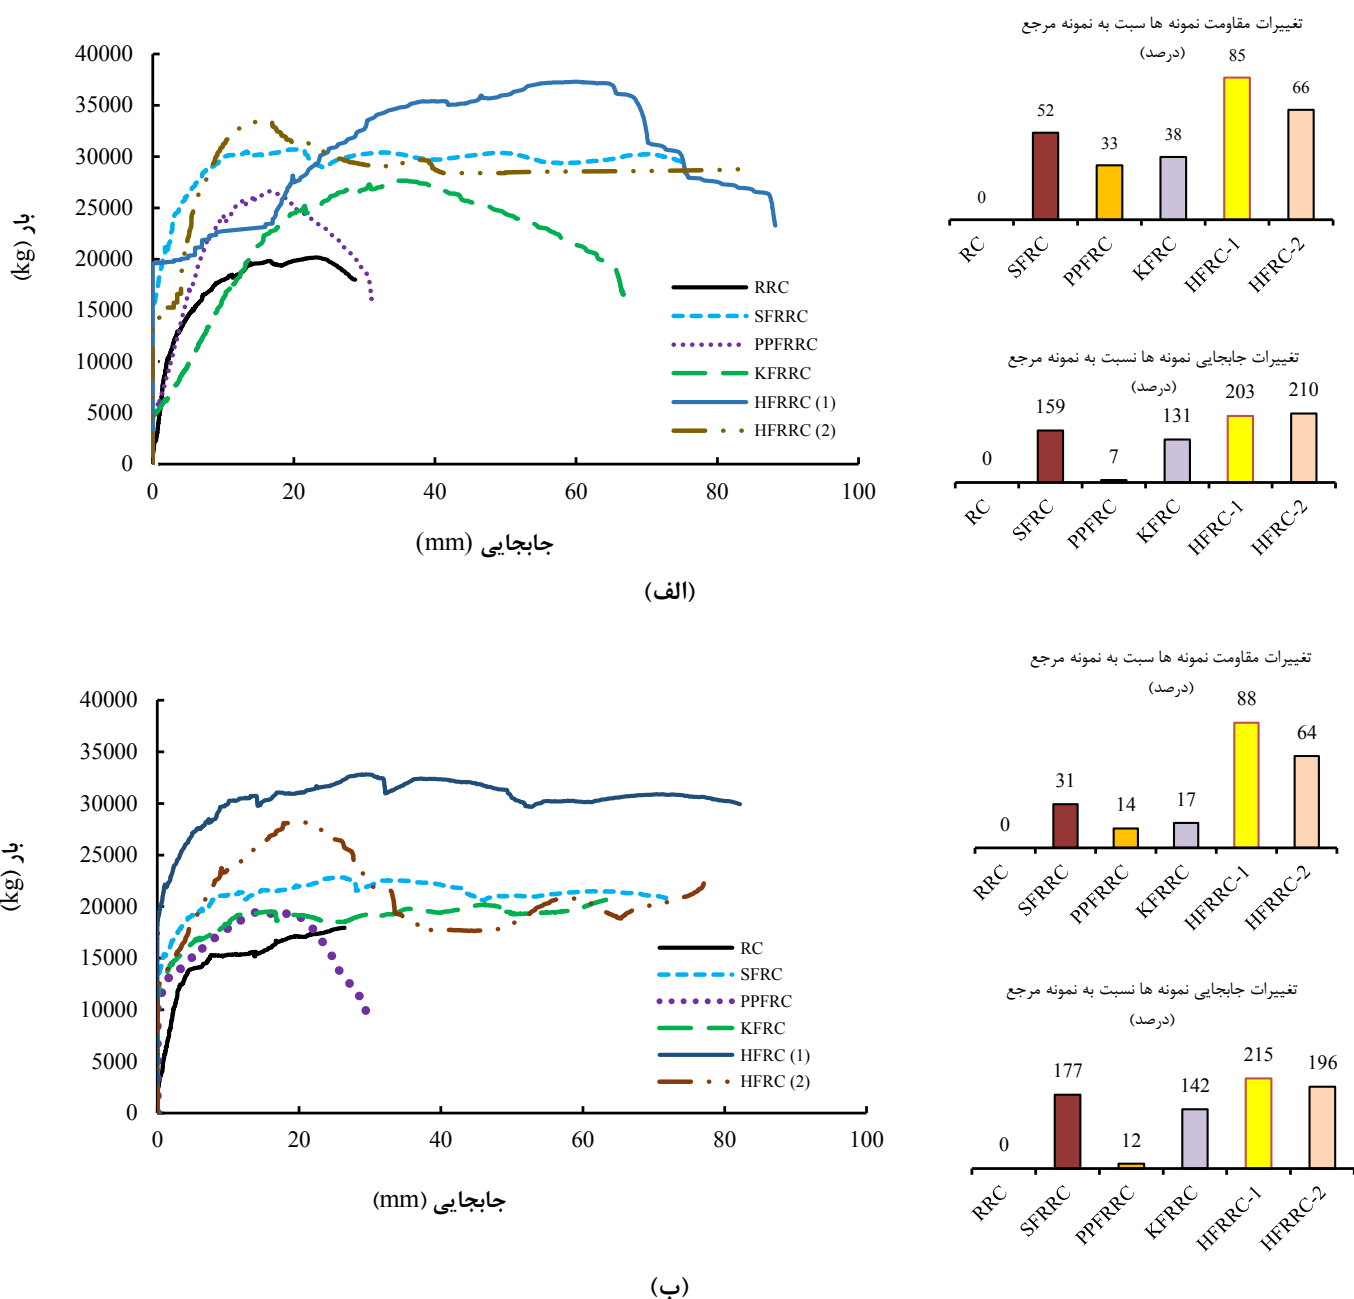 تغییرات مقاومت نمونه ها سبت به نمونه مرجع
(درصد)
85
66
52
38
33
0
RC
SFRC
PPFRC
KFRC
HFRC-1
HFRC-2
تغییرات جابجایی نمونه ها نسبت به نمونه مرجع
(درصد)
0
159
7
131
203
210
RC
SFRC
PPFRC
KFRC
HFRC-1
HFRC-2
بار (kg)
40000
35000
30000
25000
20000
15000
10000
5000
0
0 20 40 60 80 100
جابجایی (mm)
RRC
SFRRC
PPFRRC
KFRRC
HFRRC (1)
HFRRC (2)
(الف)
تغییرات مقاومت نمونه ها سبت به نمونه مرجع
(درصد)
0
31
14
17
88
64
RRC
SFRRC
PPFRRC
KFRRC
HFRRC-1
HFRRC-2
تغییرات جابجایی نمونه ها نسبت به نمونه مرجع
(درصد)
0
177
12
142
215
196
RRC
SFRRC
PPFRRC
KFRRC
HFRRC-1
HFRRC-2
بار (kg)
40000
35000
30000
25000
20000
15000
10000
5000
0
0 20 40 60 80 100
جابجایی (mm)
RC
SFRC
PPFRC
KFRC
HFRC (1)
HFRC (2)
(ب)